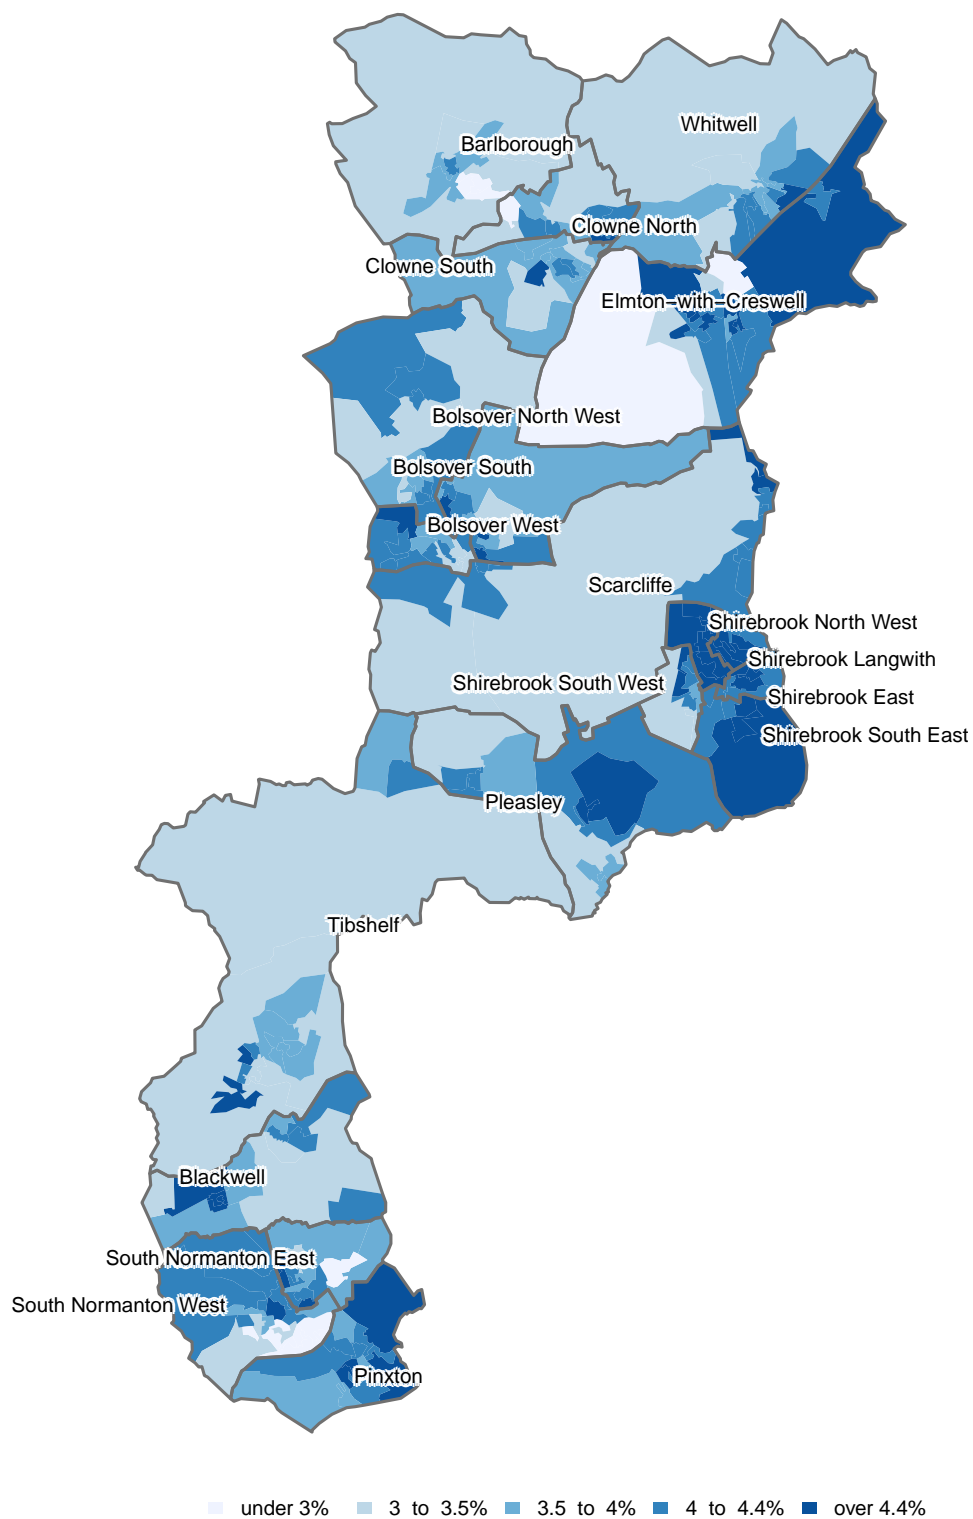 Whitwell
Barlborough
Clowne North
Clowne South
Elmton−with−Creswell
Bolsover North West
Bolsover South
Bolsover West
Scarcliffe
Shirebrook North West
Shirebrook Langwith
Shirebrook South West
Shirebrook East
Shirebrook South East
Pleasley
Tibshelf
Blackwell
South Normanton East
South Normanton West
Pinxton
under 3% 3 to 3.5% 3.5 to 4% 4 to 4.4% over 4.4%